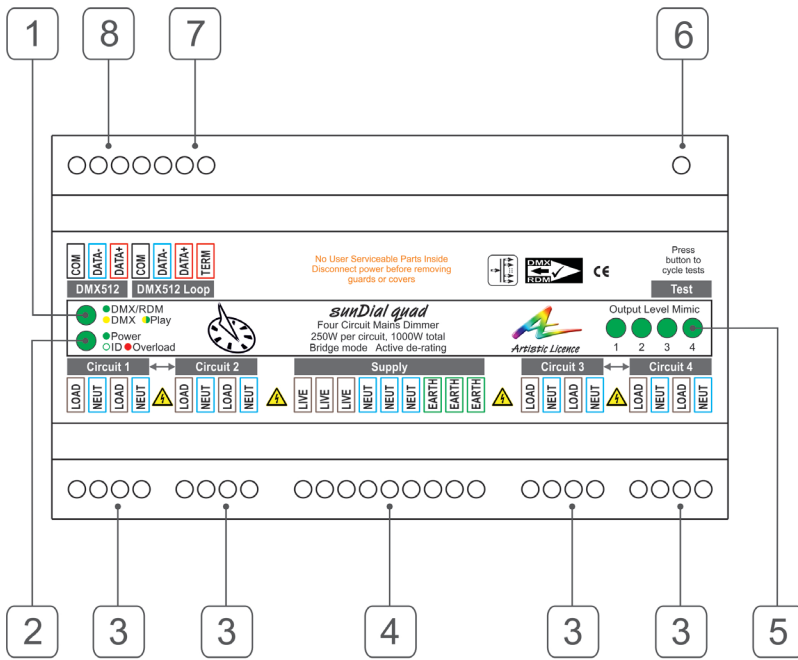 1
8
7
6
COM
DATA-
DATA+
COM
DATA-
DATA+
TERM
DMX512
DMX512 Loop
No User Serviceable Parts Inside
Disconnect power before removing
guards or covers
DMX
RDM
CE
Press
button to
cycle tests
Test
DMX/RDM
DMX Play
Power
ID Overload
sunDial quad
Four Circuit Mains Dimmer
250W per circuit, 1000W total
Bridge mode Active de-rating
Artistic Licence
Output Level Mimic
1 2 3 4
Circuit 1
Circuit 2
Supply
Circuit 3
Circuit 4
LOAD
NEUT
LOAD
NEUT
LOAD
NEUT
LOAD
NEUT
LIVE
LIVE
LIVE
NEUT
NEUT
NEUT
EARTH
EARTH
EARTH
LOAD
NEUT
LOAD
NEUT
LOAD
NEUT
LOAD
NEUT
2
3
3
4
3
3
5